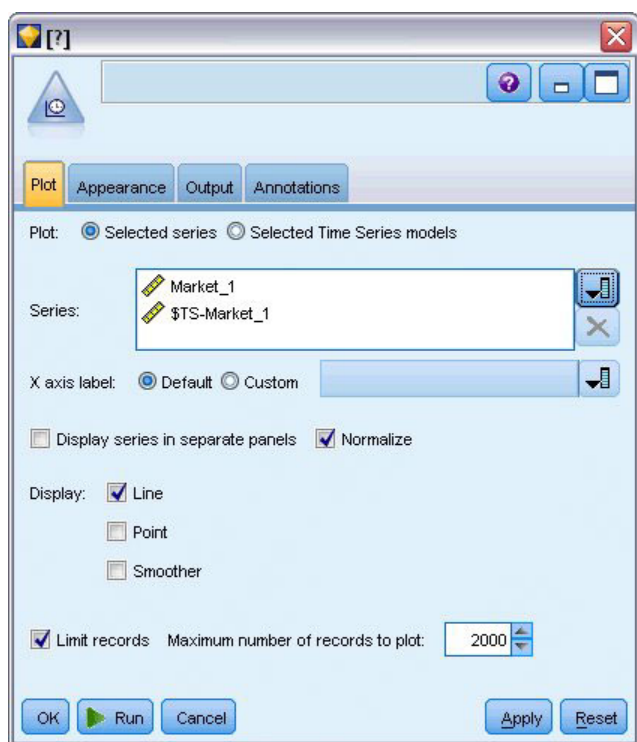 [?]
Plot Appearance Output Annotations
Plot: Selected series Selected Time Series models
Series:
Market_1
$TS-Market_1
X axis label: Default Custom
Display series in separate panels Normalize
Display: Line
Point
Smoother
Limit records Maximum number of records to plot: 2000
OK Run Cancel Apply Reset